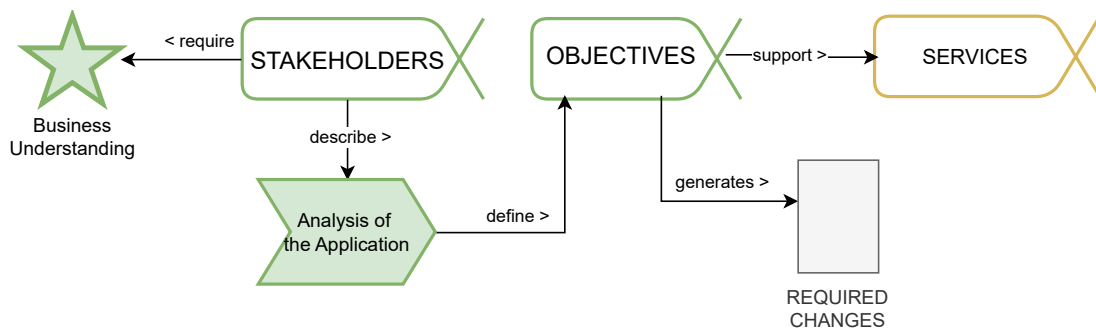 < require
STAKEHOLDERS
OBJECTIVES
support >
SERVICES
Business
Understanding
describe >
generates >
Analysis of
the Application
define >
REQUIRED
CHANGES